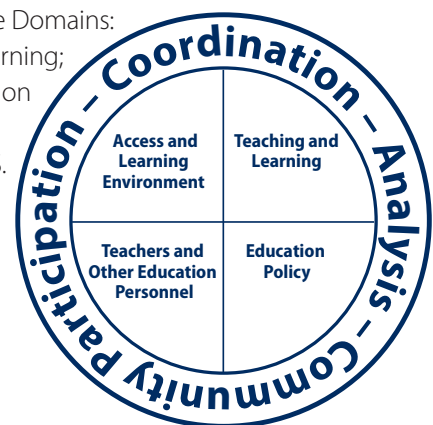 e Domains:
rning;
on
s.
Coordination – Analysis – Community Participation –
Access and
Learning
Environment
Teaching and
Learning
Teachers and
Other Education
Personnel
Education
Policy